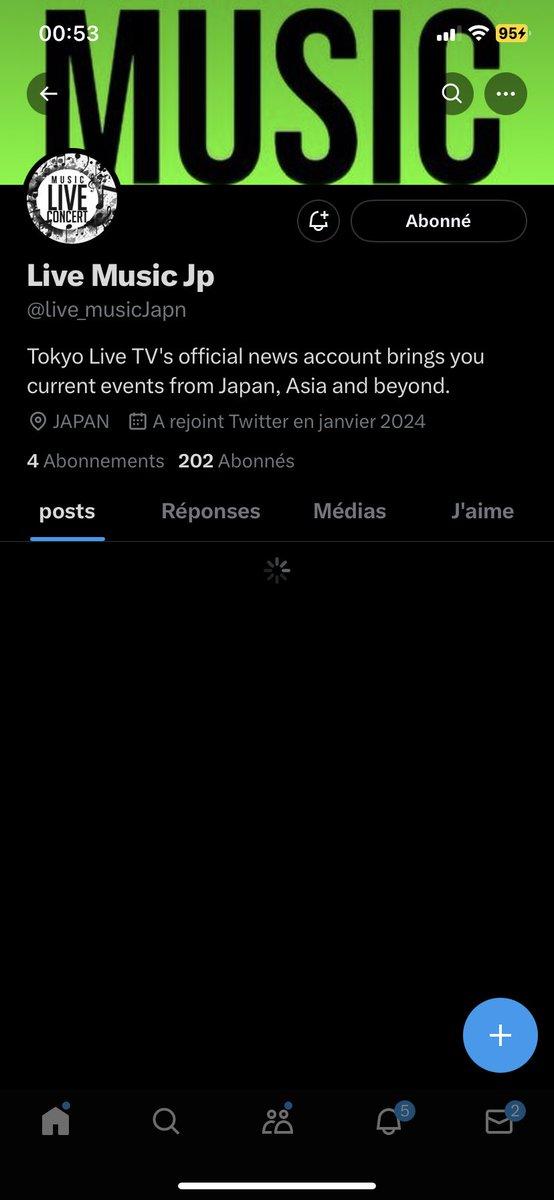 00:53
95
MUSIC
MUSIC
LIVE
CONCERT
Abonné
Live Music Jp
@live_musicJapn
Tokyo Live TV's official news account brings you
current events from Japan, Asia and beyond.
JAPAN A rejoint Twitter en janvier 2024
4 Abonnements 202 Abonnés
posts Réponses Médias J'aime
5 2